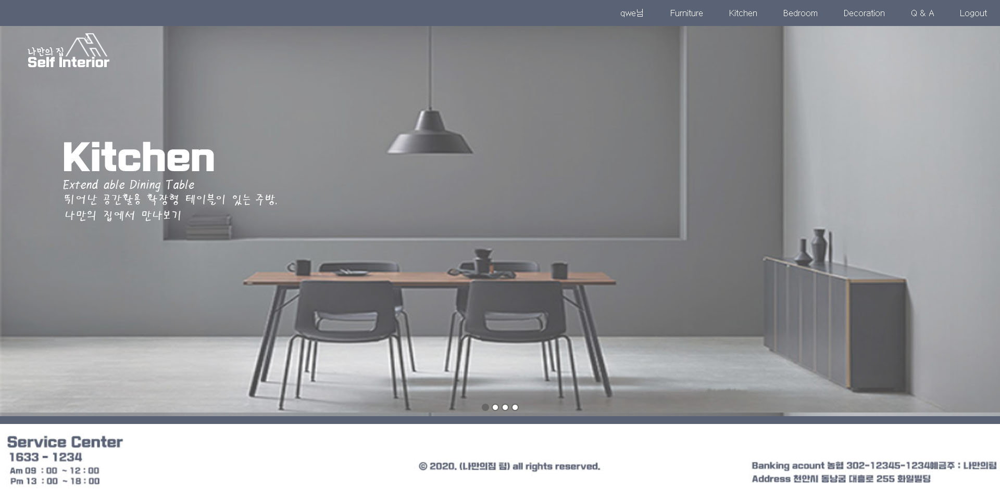 qwe님 Furniture Kitchen Bedroom Decoration Q & A Logout
나만의 집
Self Interior
Kitchen
Extend able Dining Table
뛰어난 공간활용 확장형 테이블이 있는 주방.
나만의 집에서 만나보기
Service Center
1633 - 1234
Am 09 : 00 ~ 12 : 00
Pm 13 : 00 ~ 18 : 00
© 2020. (나만의집 팀) all rights reserved.
Banking acount 농협 302-12345-1234예금주 : 나만의팀
Address 천안시 동남굼 대흥로 255 화일빌딩